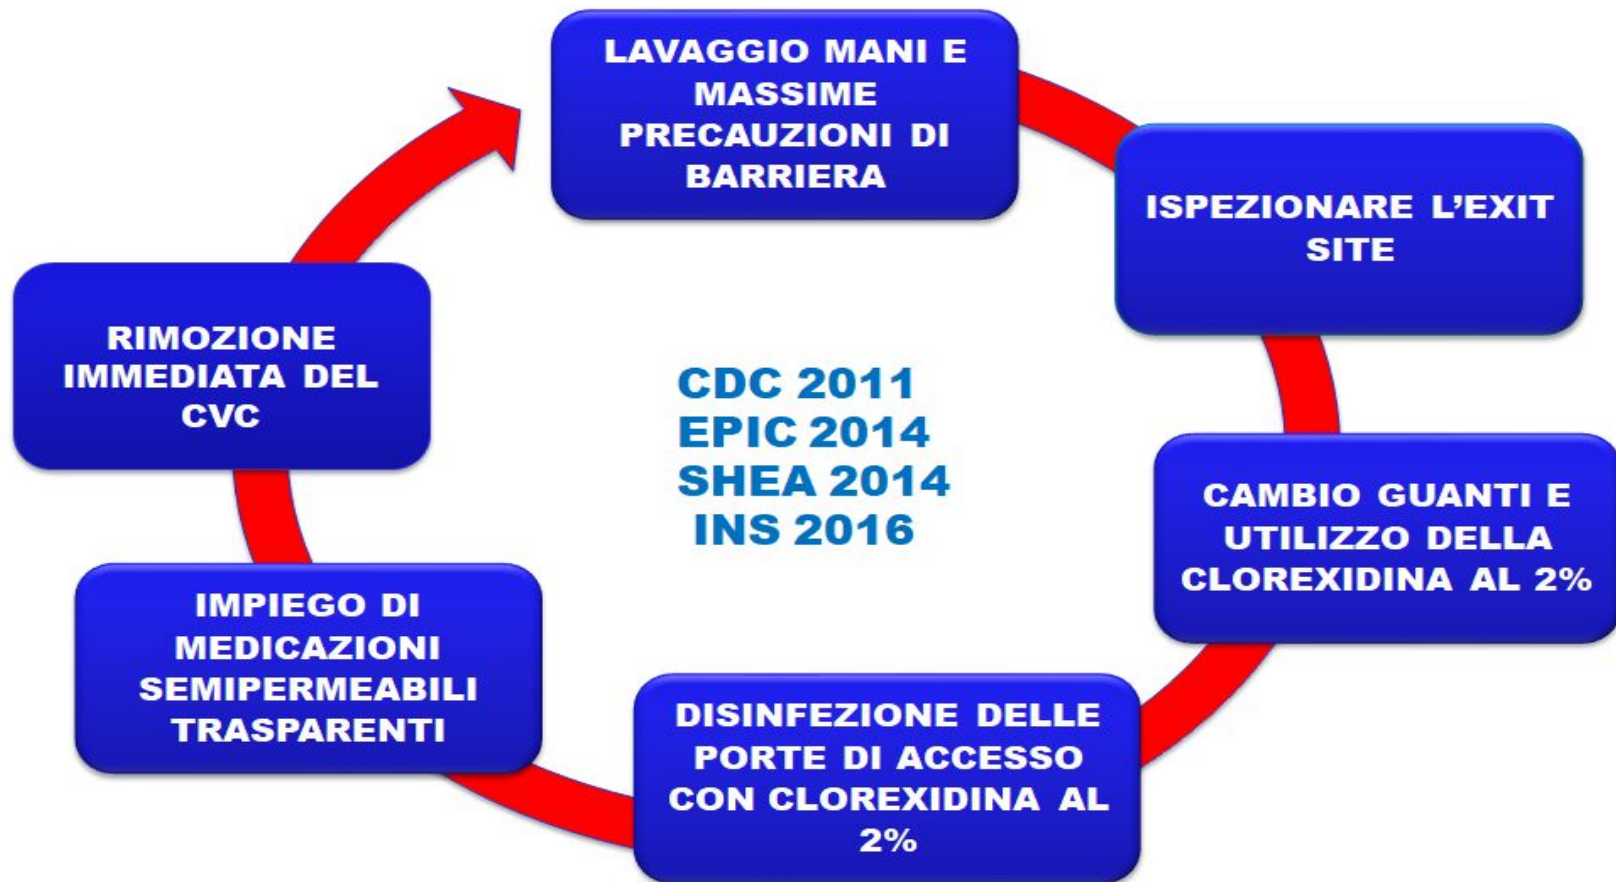 LAVAGGIO MANI E
MASSIME
PRECAUZIONI DI
BARRIERA
ISPEZIONARE L'EXIT
SITE
CAMBIO GUANTI E
UTILIZZO DELLA
CLOREXIDINA AL 2%
DISINFEZIONE DELLE
PORTE DI ACCESSO
CON CLOREXIDINA AL
2%
IMPIEGO DI
MEDICAZIONI
SEMIPERMEABILI
TRASPARENTI
RIMOZIONE
IMMEDIATA DEL
CVC
CDC 2011
EPIC 2014
SHEA 2014
INS 2016